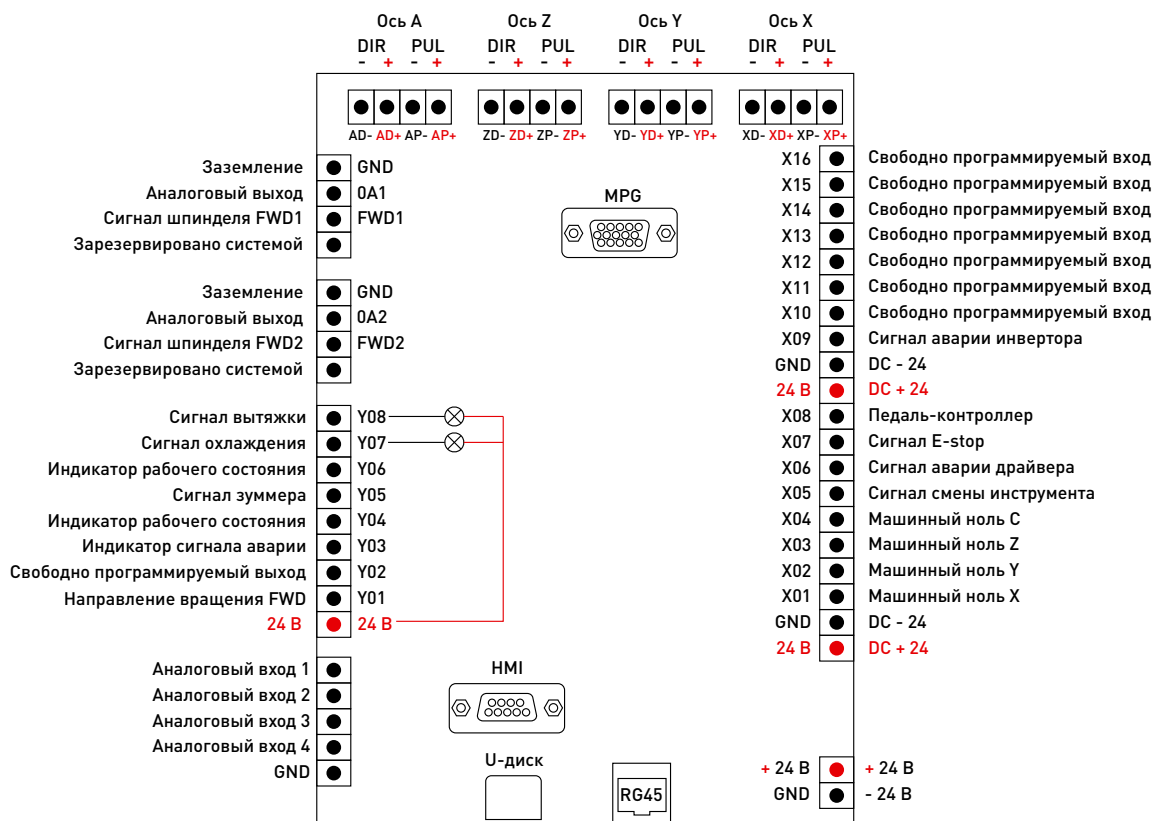 Ось A Ось Z Ось Y Ось X
DIR PUL DIR PUL DIR PUL DIR PUL
- + - + - + - + - + - + - + - +
AD- AD+ AP- AP+ ZD- ZD+ ZP- ZP+ YD- YD+ YP- YP+ XD- XD+ XP- XP+
Заземление GND
Аналоговый выход 0A1
Сигнал шпинделя FWD1 FWD1
Зарезервировано системой
Заземление GND
Аналоговый выход 0A2
Сигнал шпинделя FWD2 FWD2
Зарезервировано системой
Сигнал вытяжки Y08
Сигнал охлаждения Y07
Индикатор рабочего состояния Y06
Сигнал зуммера Y05
Индикатор рабочего состояния Y04
Индикатор сигнала аварии Y03
Свободно программируемый выход Y02
Направление вращения FWD Y01
24 В 24 В
Аналоговый вход 1
Аналоговый вход 2
Аналоговый вход 3
Аналоговый вход 4
GND
MPG
HMI
U-диск
RG45
X16 Свободно программируемый вход
X15 Свободно программируемый вход
X14 Свободно программируемый вход
X13 Свободно программируемый вход
X12 Свободно программируемый вход
X11 Свободно программируемый вход
X10 Свободно программируемый вход
X09 Сигнал аварии инвертора
GND DC - 24
24 В DC + 24
X08 Педаль-контроллер
X07 Сигнал E-stop
X06 Сигнал аварии драйвера
X05 Сигнал смены инструмента
X04 Машинный ноль C
X03 Машинный ноль Z
X02 Машинный ноль Y
X01 Машинный ноль X
GND DC - 24
24 В DC + 24
+ 24 В + 24 В
GND - 24 В